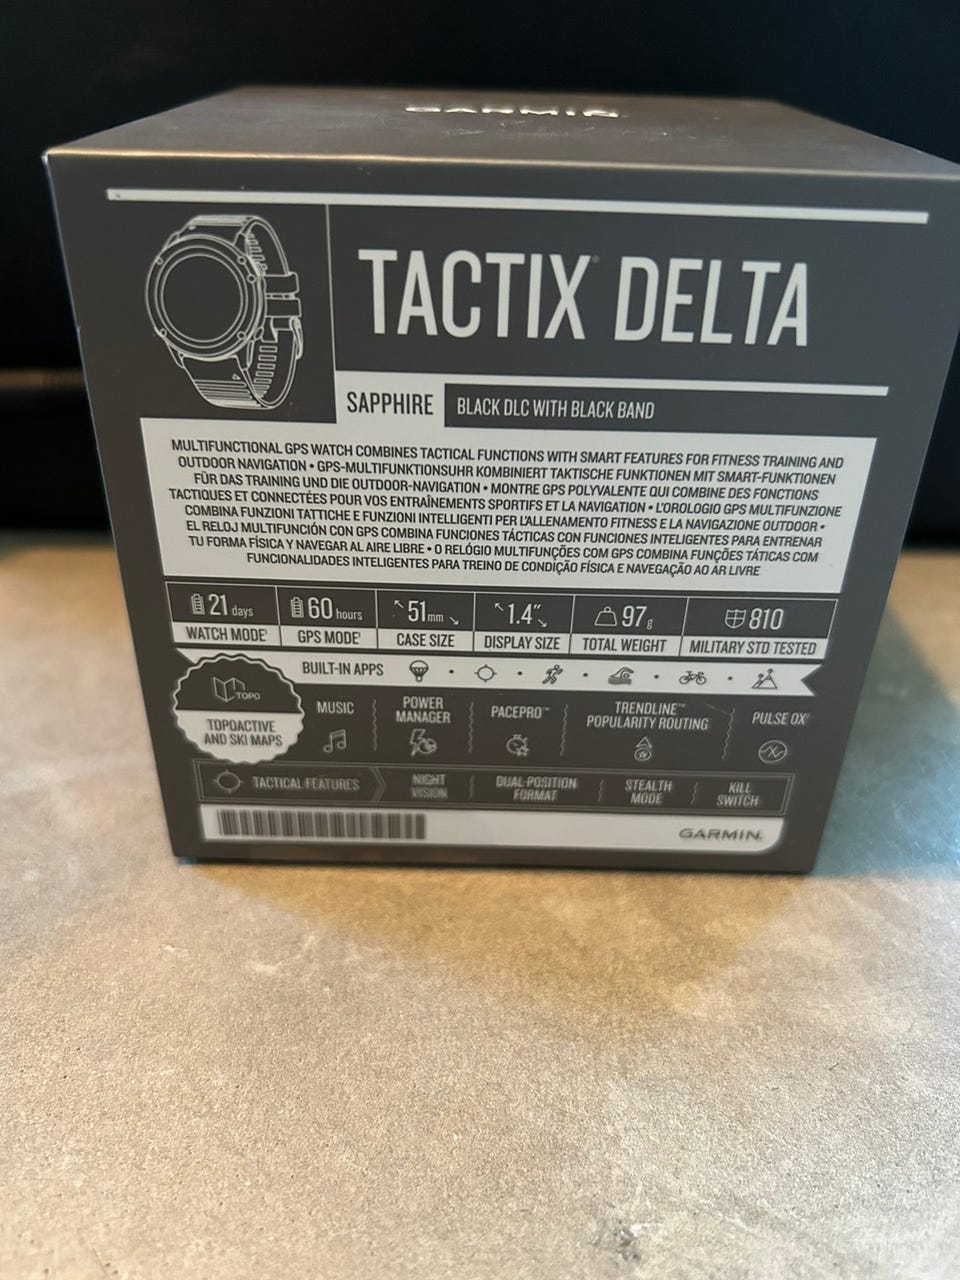 GARMIN
TACTIX® DELTA
SAPPHIRE
BLACK DLC WITH BLACK BAND
MULTIFUNCTIONAL GPS WATCH COMBINES TACTICAL FUNCTIONS WITH SMART FEATURES FOR FITNESS TRAINING AND
OUTDOOR NAVIGATION • GPS-MULTIFUNKTIONSUHR KOMBINIERT TAKTISCHE FUNKTIONEN MIT SMART-FUNKTIONEN
FÜR DAS TRAINING UND DIE OUTDOOR-NAVIGATION • MONTRE GPS POLYVALENTE QUI COMBINE DES FONCTIONS
TACTIQUES ET CONNECTÉES POUR VOS ENTRAÎNEMENTS SPORTIFS ET LA NAVIGATION • L'OROLOGIO GPS MULTIFUNZIONE
COMBINA FUNZIONI TATTICHE E FUNZIONI INTELLIGENTI PER L'ALLENAMENTO FITNESS E LA NAVIGAZIONE OUTDOOR •
EL RELOJ MULTIFUNCIÓN CON GPS COMBINA FUNCIONES TÁCTICAS CON FUNCIONES INTELIGENTES PARA ENTRENAR
TU FORMA FÍSICA Y NAVEGAR AL AIRE LIBRE • O RELÓGIO MULTIFUNÇÕES COM GPS COMBINA FUNÇÕES TÁTICAS COM
FUNCIONALIDADES INTELIGENTES PARA TREINO DE CONDIÇÃO FÍSICA E NAVEGAÇÃO AO AR LIVRE
21 days
WATCH MODE¹
60 hours
GPS MODE¹
51 mm
CASE SIZE
1.4"
DISPLAY SIZE
97 g
TOTAL WEIGHT
810
MILITARY STD TESTED
BUILT-IN APPS
TOPO
TOPOACTIVE
AND SKI MAPS
MUSIC
POWER
MANAGER
PACEPRO™
TRENDLINE™
POPULARITY ROUTING
PULSE OX²
TACTICAL FEATURES
NIGHT
VISION
DUAL-POSITION
FORMAT
STEALTH
MODE
KILL
SWITCH
GARMIN.